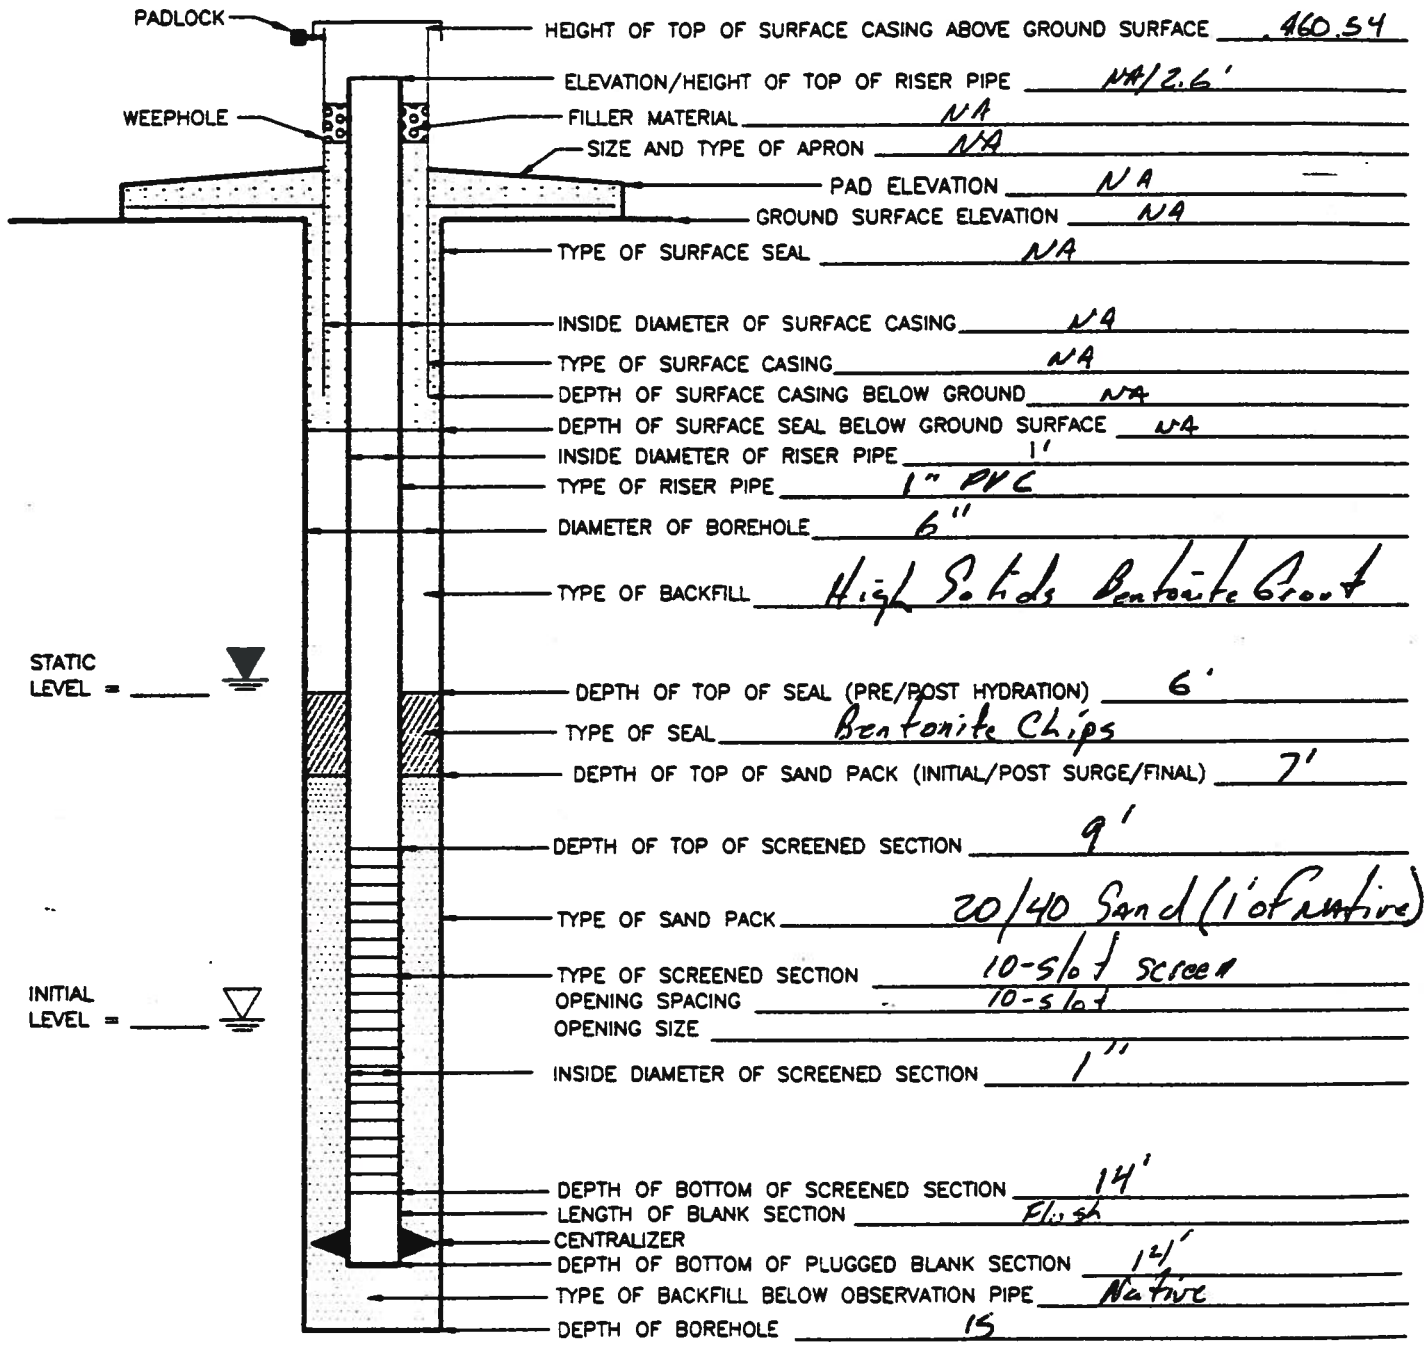 PADLOCK
HEIGHT OF TOP OF SURFACE CASING ABOVE GROUND SURFACE 460.54
ELEVATION/HEIGHT OF TOP OF RISER PIPE NA/2.6'
WEEPHOLE
FILLER MATERIAL NA
SIZE AND TYPE OF APRON NA
PAD ELEVATION NA
GROUND SURFACE ELEVATION NA
TYPE OF SURFACE SEAL NA
INSIDE DIAMETER OF SURFACE CASING NA
TYPE OF SURFACE CASING NA
DEPTH OF SURFACE CASING BELOW GROUND NA
DEPTH OF SURFACE SEAL BELOW GROUND SURFACE NA
INSIDE DIAMETER OF RISER PIPE 1'
TYPE OF RISER PIPE 1" PVC
DIAMETER OF BOREHOLE 6"
TYPE OF BACKFILL High Solids Bentonite Grout
STATIC
LEVEL =
DEPTH OF TOP OF SEAL (PRE/POST HYDRATION) 6'
TYPE OF SEAL Bentonite Chips
DEPTH OF TOP OF SAND PACK (INITIAL/POST SURGE/FINAL) 7'
DEPTH OF TOP OF SCREENED SECTION 9'
TYPE OF SAND PACK 20/40 Sand (1' of Native)
TYPE OF SCREENED SECTION 10-slot screen
INITIAL
LEVEL =
OPENING SPACING 10-slot
OPENING SIZE
INSIDE DIAMETER OF SCREENED SECTION 1"
DEPTH OF BOTTOM OF SCREENED SECTION 14'
LENGTH OF BLANK SECTION Flush
CENTRALIZER
DEPTH OF BOTTOM OF PLUGGED BLANK SECTION 14'
TYPE OF BACKFILL BELOW OBSERVATION PIPE Native
DEPTH OF BOREHOLE 15